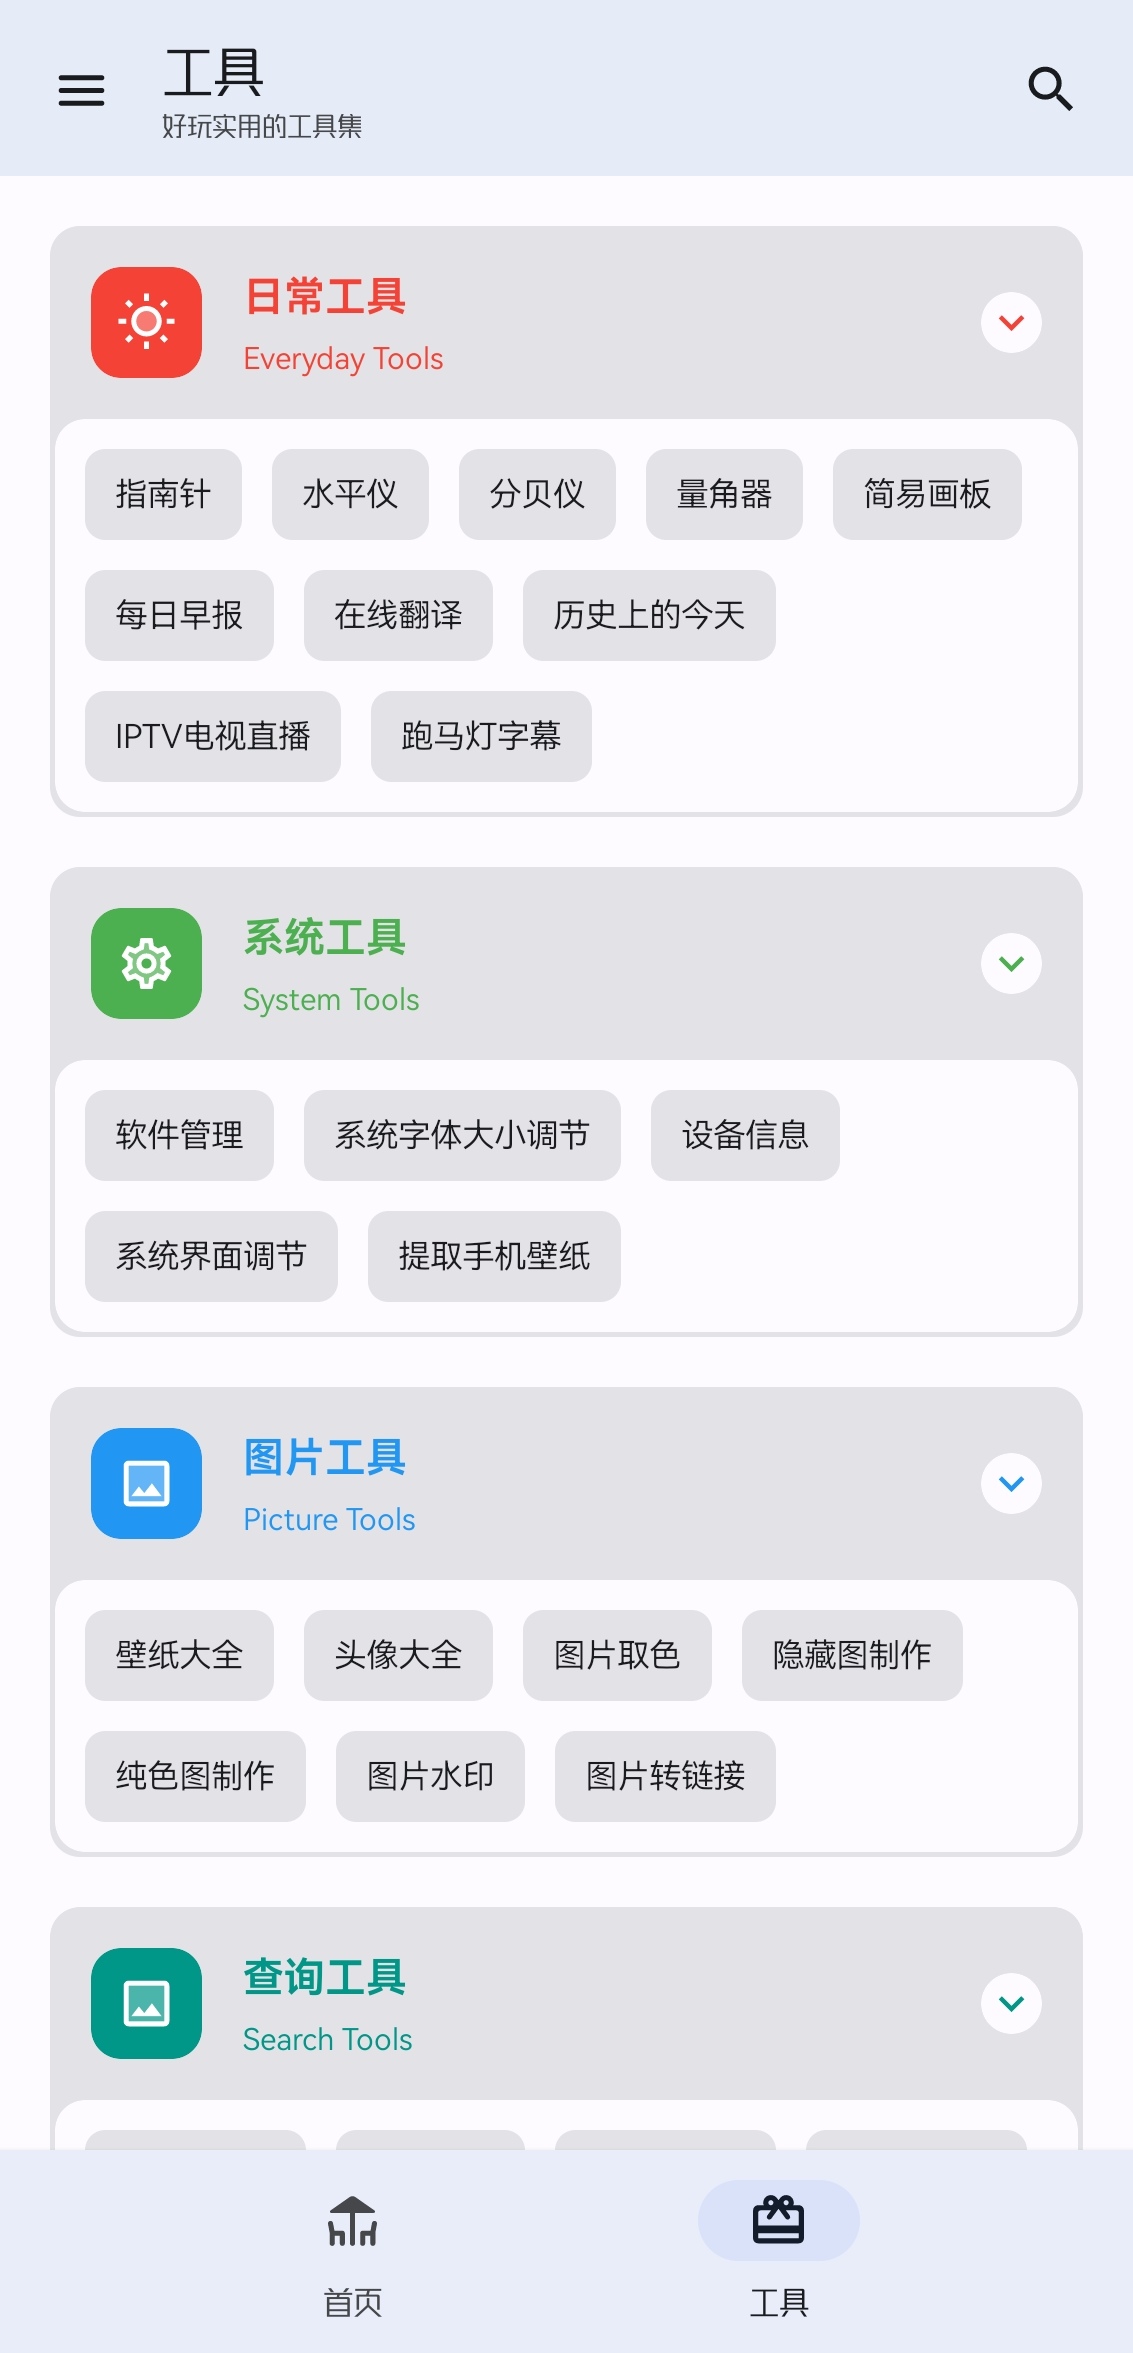 工具
好玩实用的工具集
日常工具
Everyday Tools
指南针 水平仪 分贝仪 量角器 简易画板
每日早报 在线翻译 历史上的今天
IPTV电视直播 跑马灯字幕
系统工具
System Tools
软件管理 系统字体大小调节 设备信息
系统界面调节 提取手机壁纸
图片工具
Picture Tools
壁纸大全 头像大全 图片取色 隐藏图制作
纯色图制作 图片水印 图片转链接
查询工具
Search Tools
首页 工具